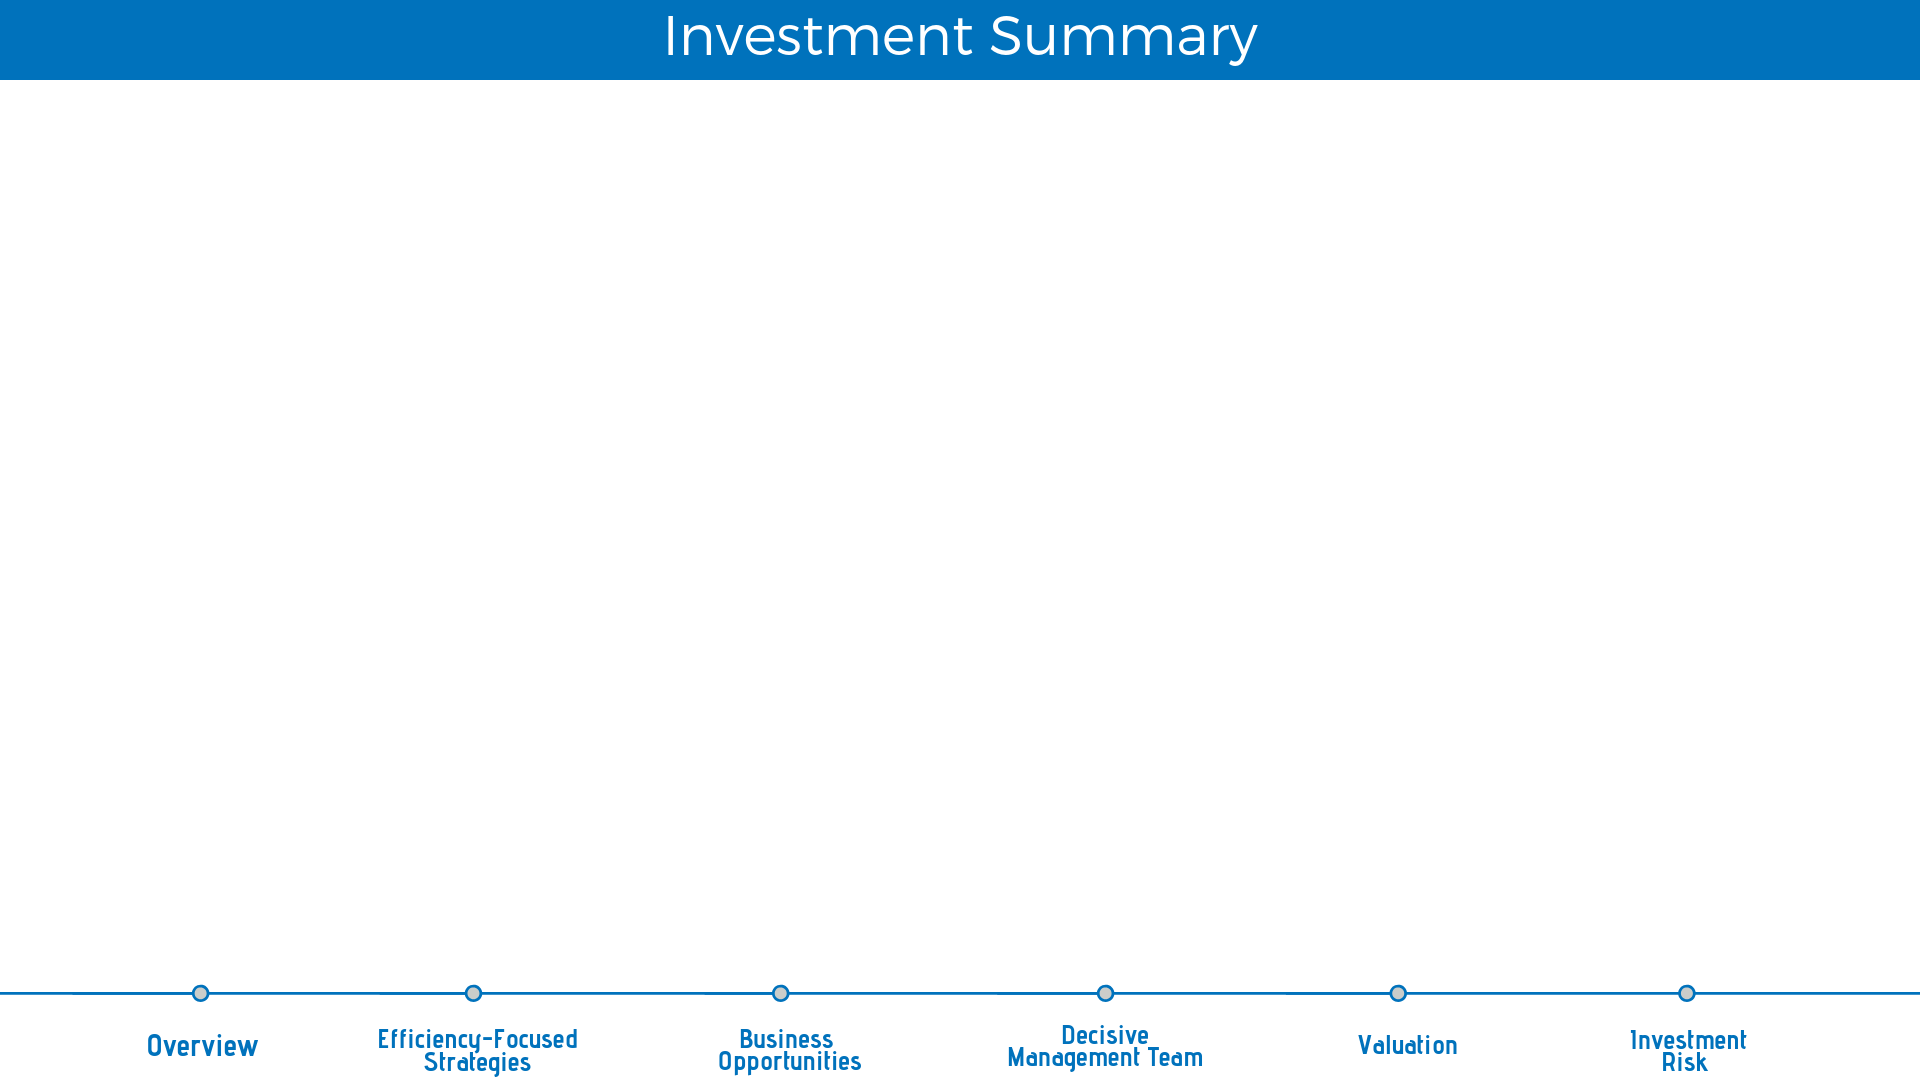 Investment Summary
Overview
Efficiency-Focused
Strategies
Business
Opportunities
Decisive
Management Team
Valuation
Investment
Risk